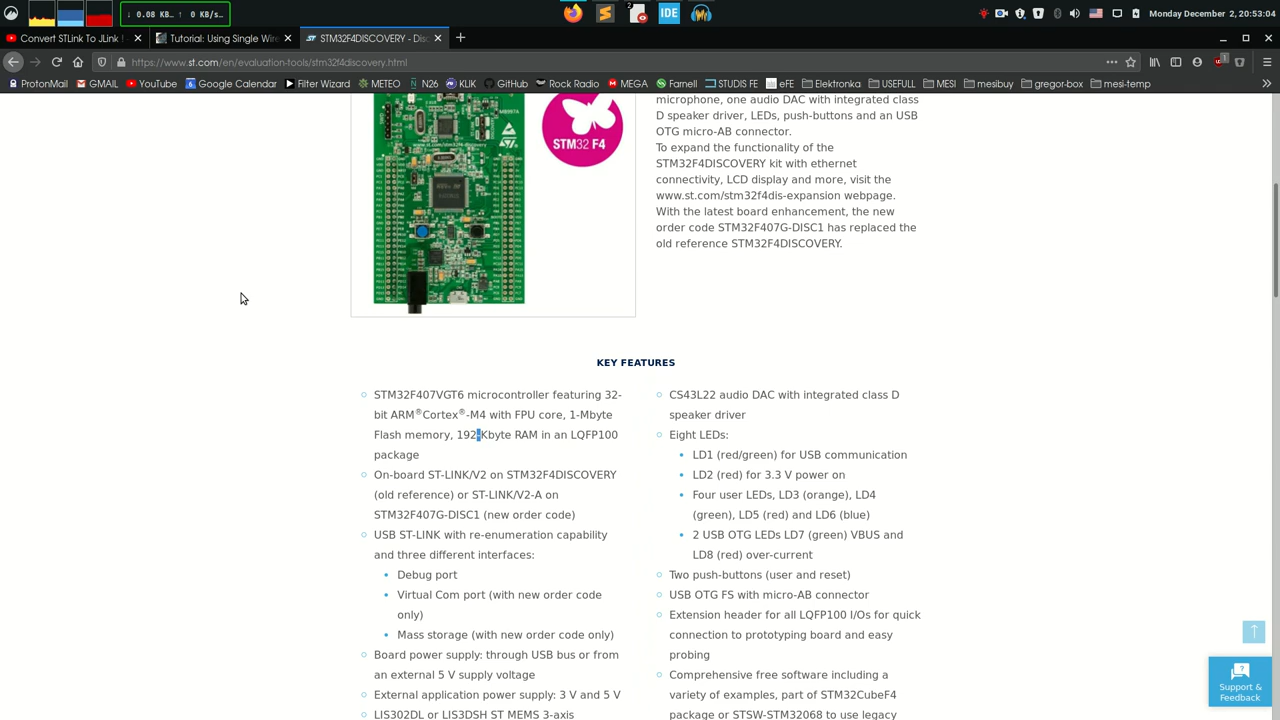 ↓ 0.08 KB.. ↑ 0 KB/s..
2
IDE
Monday December 2, 20:53:04
Convert STLink To JLink !
Tutorial: Using Single Wire
STM32F4DISCOVERY - Disc
https://www.st.com/en/evaluation-tools/stm32f4discovery.html
1
ProtonMail GMAIL YouTube Google Calendar Filter Wizard METEO N26 KLIK GitHub Rock Radio MEGA Farnell STUDIS FE eFE Elektronka USEFULL MESI mesibuy gregor-box mesi-temp
www.st.com/stm32f4-discovery
STM32 F4
microphone, one audio DAC with integrated class
D speaker driver, LEDs, push-buttons and an USB
OTG micro-AB connector.
To expand the functionality of the
STM32F4DISCOVERY kit with ethernet
connectivity, LCD display and more, visit the
www.st.com/stm32f4dis-expansion webpage.
With the latest board enhancement, the new
order code STM32F407G-DISC1 has replaced the
old reference STM32F4DISCOVERY.
KEY FEATURES
STM32F407VGT6 microcontroller featuring 32-
bit ARM®Cortex®-M4 with FPU core, 1-Mbyte
Flash memory, 192-Kbyte RAM in an LQFP100
package
On-board ST-LINK/V2 on STM32F4DISCOVERY
(old reference) or ST-LINK/V2-A on
STM32F407G-DISC1 (new order code)
USB ST-LINK with re-enumeration capability
and three different interfaces:
Debug port
Virtual Com port (with new order code
only)
Mass storage (with new order code only)
Board power supply: through USB bus or from
an external 5 V supply voltage
External application power supply: 3 V and 5 V
LIS302DL or LIS3DSH ST MEMS 3-axis
CS43L22 audio DAC with integrated class D
speaker driver
Eight LEDs:
LD1 (red/green) for USB communication
LD2 (red) for 3.3 V power on
Four user LEDs, LD3 (orange), LD4
(green), LD5 (red) and LD6 (blue)
2 USB OTG LEDs LD7 (green) VBUS and
LD8 (red) over-current
Two push-buttons (user and reset)
USB OTG FS with micro-AB connector
Extension header for all LQFP100 I/Os for quick
connection to prototyping board and easy
probing
Comprehensive free software including a
variety of examples, part of STM32CubeF4
package or STSW-STM32068 to use legacy
Support &
Feedback